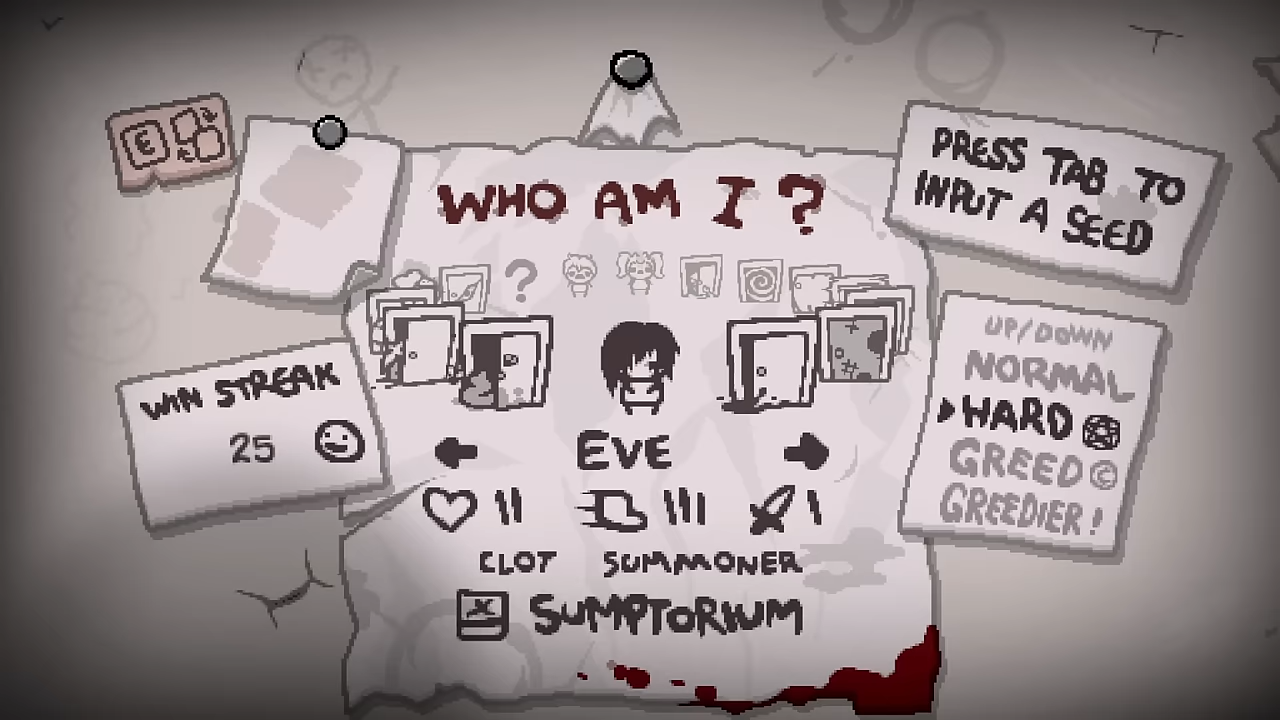 WHO AM I?
PRESS TAB TO
INPUT A SEED
?
WIN STREAK
25
UP/DOWN
NORMAL
HARD
GREED
GREEDIER!
EVE
CLOT SUMMONER
SUMPTORIUM